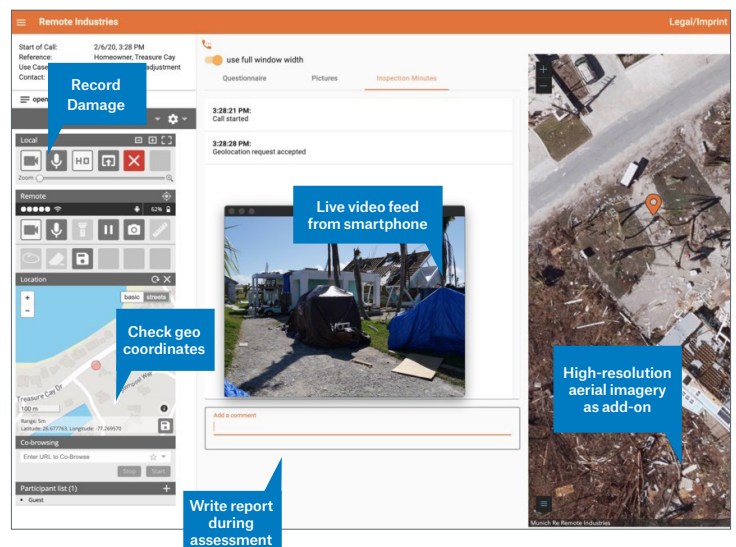 Remote Industries
Legal/Imprint
Start of Call: 2/6/20, 3:28 PM
Reference: Homeowner, Treasure Cay
Use Case adjustment
Contact:
Record
Damage
open
use full window width
Questionnaire Pictures Inspection Minutes
3:28:21 PM:
Call started
3:28:28 PM:
Geolocation request accepted
Local
HD
Zoom
Remote
62%
Live video feed
from smartphone
Location
+
-
basic streets
Check geo
coordinates
Treasure Cay Dr
100 m
Range: 5m
Latitude: 26.677763, Longitude: -77.269570
Co-browsing
Enter URL to Co-Browse
Stop Start
Participant list (1) +
Guest
Add a comment
Write report
during
assessment
+
-
High-resolution
aerial imagery
as add-on
Munich Re Remote Industries